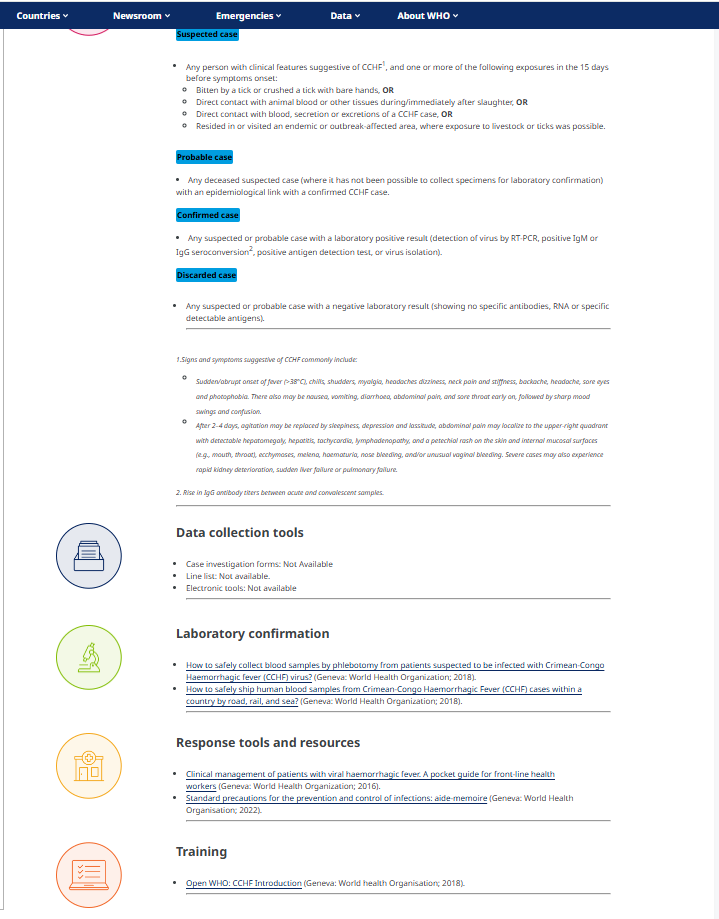 Countries Newsroom Emergencies Data About WHO
Suspected case
• Any person with clinical features suggestive of CCHF1, and one or more of the following exposures in the 15 days
before symptoms onset:
Bitten by a tick or crushed a tick with bare hands, OR
Direct contact with animal blood or other tissues during/immediately after slaughter, OR
Direct contact with blood, secretion or excretions of a CCHF case, OR
Resided in or visited an endemic or outbreak-affected area, where exposure to livestock or ticks was possible.
Probable case
• Any deceased suspected case (where it has not been possible to collect specimens for laboratory confirmation)
with an epidemiological link with a confirmed CCHF case.
Confirmed case
• Any suspected or probable case with a laboratory positive result (detection of virus by RT-PCR, positive IgM or
IgG seroconversion2, positive antigen detection test, or virus isolation).
Discarded case
• Any suspected or probable case with a negative laboratory result (showing no specific antibodies, RNA or specific
detectable antigens).
1.Signs and symptoms suggestive of CCHF commonly include:
Sudden/abrupt onset of fever (>38°C), chills, shudders, myalgia, headaches dizziness, neck pain and stiffness, backache, headache, sore eyes
and photophobia. There also may be nausea, vomiting, diarrhoea, abdominal pain, and sore throat early on, followed by sharp mood
swings and confusion.
After 2–4 days, agitation may be replaced by sleepiness, depression and lassitude, abdominal pain may localize to the upper-right quadrant
with detectable hepatomegaly, hepatitis, tachycardia, lymphadenopathy, and a petechial rash on the skin and internal mucosal surfaces
(e.g., mouth, throat), ecchymoses, melena, haematuria, nose bleeding, and/or unusual vaginal bleeding. Severe cases may also experience
rapid kidney deterioration, sudden liver failure or pulmonary failure.
2. Rise in IgG antibody titers between acute and convalescent samples.
Data collection tools
• Case investigation forms: Not Available
• Line list: Not available.
• Electronic tools: Not available
Laboratory confirmation
• How to safely collect blood samples by phlebotomy from patients suspected to be infected with Crimean-Congo
Haemorrhagic fever (CCHF) virus? (Geneva: World Health Organization; 2018).
• How to safely ship human blood samples from Crimean-Congo Haemorrhagic Fever (CCHF) cases within a
country by road, rail, and sea? (Geneva: World Health Organization; 2018).
Response tools and resources
• Clinical management of patients with viral haemorrhagic fever. A pocket guide for front-line health
workers (Geneva: World Health Organization; 2016).
• Standard precautions for the prevention and control of infections: aide-memoire (Geneva: World Health
Organisation; 2022).
Training
• Open WHO: CCHF Introduction (Geneva: World health Organisation; 2018).